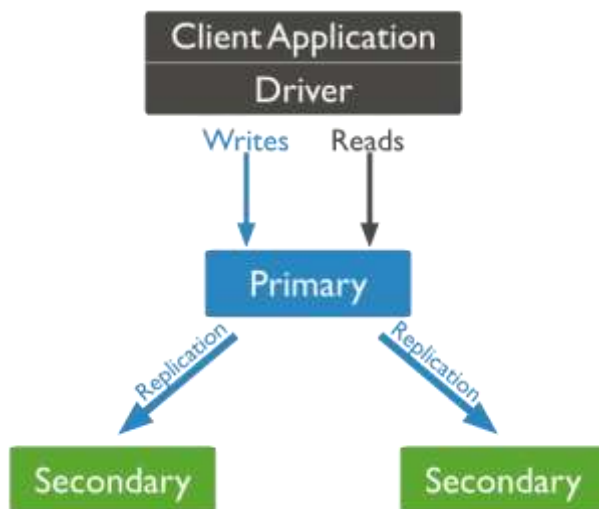 Client Application
Driver
Writes Reads
Primary
Replication Replication
Secondary Secondary